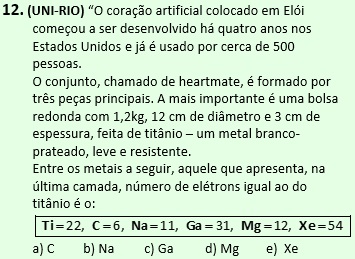 12. (UNI-RIO) “O coração artificial colocado em Elói
começou a ser desenvolvido há quatro anos nos
Estados Unidos e já é usado por cerca de 500
pessoas.
O conjunto, chamado de heartmate, é formado por
três peças principais. A mais importante é uma bolsa
redonda com 1,2kg, 12 cm de diâmetro e 3 cm de
espessura, feita de titânio – um metal branco-
prateado, leve e resistente.
Entre os metais a seguir, aquele que apresenta, na
última camada, número de elétrons igual ao do
titânio é o:
Ti=22, C=6, Na=11, Ga=31, Mg=12, Xe=54
a) C b) Na c) Ga d) Mg e) Xe